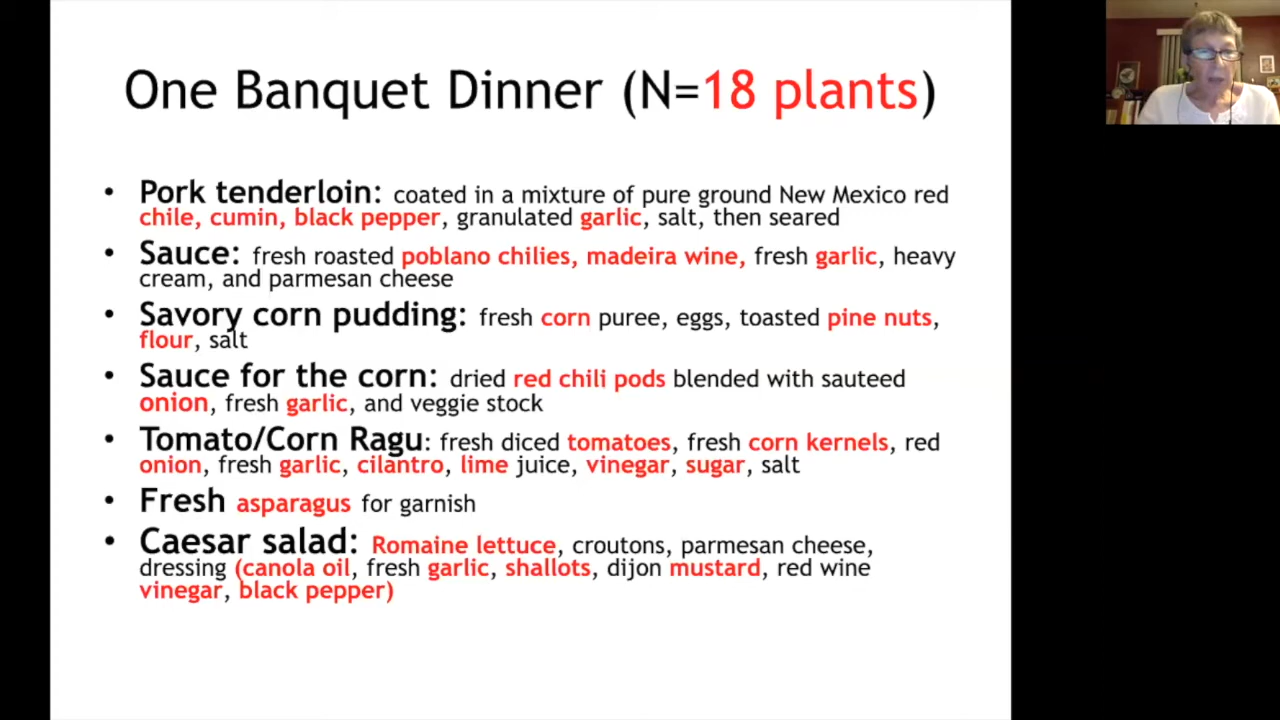 One Banquet Dinner (N=18 plants)
• Pork tenderloin: coated in a mixture of pure ground New Mexico red
chile, cumin, black pepper, granulated garlic, salt, then seared
• Sauce: fresh roasted poblano chilies, madeira wine, fresh garlic, heavy
cream, and parmesan cheese
• Savory corn pudding: fresh corn puree, eggs, toasted pine nuts,
flour, salt
• Sauce for the corn: dried red chili pods blended with sauteed
onion, fresh garlic, and veggie stock
• Tomato/Corn Ragu: fresh diced tomatoes, fresh corn kernels, red
onion, fresh garlic, cilantro, lime juice, vinegar, sugar, salt
• Fresh asparagus for garnish
• Caesar salad: Romaine lettuce, croutons, parmesan cheese,
dressing (canola oil, fresh garlic, shallots, dijon mustard, red wine
vinegar, black pepper)